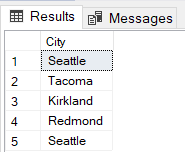 Results Messages
City
1 Seattle
2 Tacoma
3 Kirkland
4 Redmond
5 Seattle